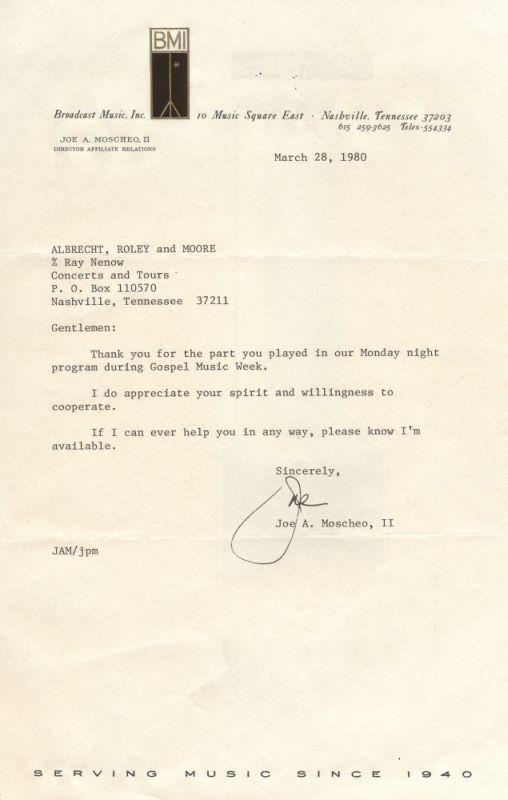 BMI
Broadcast Music, Inc. 10 Music Square East · Nashville, Tennessee 37203
615 259-3625 Telex-554334
JOE A. MOSCHEO, II
DIRECTOR AFFILIATE RELATIONS
March 28, 1980
ALBRECHT, ROLEY and MOORE
% Ray Nenow
Concerts and Tours
P. O. Box 110570
Nashville, Tennessee 37211
Gentlemen:
Thank you for the part you played in our Monday night
program during Gospel Music Week.
I do appreciate your spirit and willingness to
cooperate.
If I can ever help you in any way, please know I'm
available.
Sincerely,
Joe
Joe A. Moscheo, II
JAM/jpm
SERVING MUSIC SINCE 1940